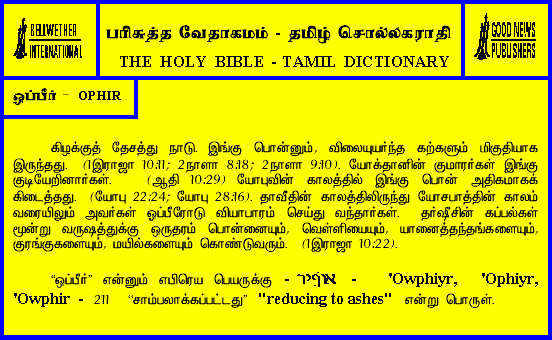 BELLWETHER
INTERNATIONAL
பரிசுத்த வேதாகமம் - தமிழ் சொல்லகராதி
THE HOLY BIBLE - TAMIL DICTIONARY
GOOD NEWS
PUBLISHERS
ஒப்பீர் - OPHIR
கிழக்குத் தேசத்து நாடு. இங்கு பொன்னும், விலையுயர்ந்த கற்களும் மிகுதியாக
இருந்தது. (1இராஜா 10:11; 2நாளா 8:18; 2நாளா 9:10). யோக்தானின் குமாரர்கள் இங்கு
குடியேறினார்கள். (ஆதி 10:29) யோபுவின் காலத்தில் இங்கு பொன் அதிகமாகக்
கிடைத்தது. (யோபு 22:24; யோபு 28:16). தாவீதின் காலத்திலிருந்து யோசபாத்தின் காலம்
வரையிலும் அவர்கள் ஒப்பீரோடு வியாபாரம் செய்து வந்தார்கள். தர்ஷீசின் கப்பல்கள்
மூன்று வருஷத்துக்கு ஒருதரம் பொன்னையும், வெள்ளியையும், யானைத்தந்தங்களையும்,
குரங்குகளையும், மயில்களையும் கொண்டுவரும். (1இராஜா 10:22).
“ஒப்பீர்” என்னும் எபிரெய பெயருக்கு - אוֹפִיר - 'Owphiyr, 'Ophiyr,
'Owphir - 211 “சாம்பலாக்கப்பட்டது” "reducing to ashes" என்று பொருள்.